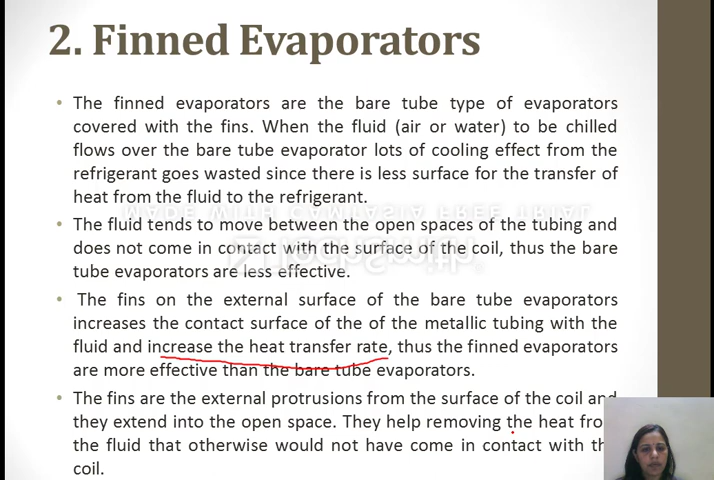 2. Finned Evaporators
• The finned evaporators are the bare tube type of evaporators
covered with the fins. When the fluid (air or water) to be chilled
flows over the bare tube evaporator lots of cooling effect from the
refrigerant goes wasted since there is less surface for the transfer of
heat from the fluid to the refrigerant.
MADE WITH CAMTASIA FREE TRIAL
• The fluid tends to move between the open spaces of the tubing and
does not come in contact with the surface of the coil, thus the bare
tube evaporators are less effective.
• The fins on the external surface of the bare tube evaporators
increases the contact surface of the of the metallic tubing with the
fluid and increase the heat transfer rate, thus the finned evaporators
are more effective than the bare tube evaporators.
• The fins are the external protrusions from the surface of the coil and
they extend into the open space. They help removing the heat from
the fluid that otherwise would not have come in contact with th
coil.